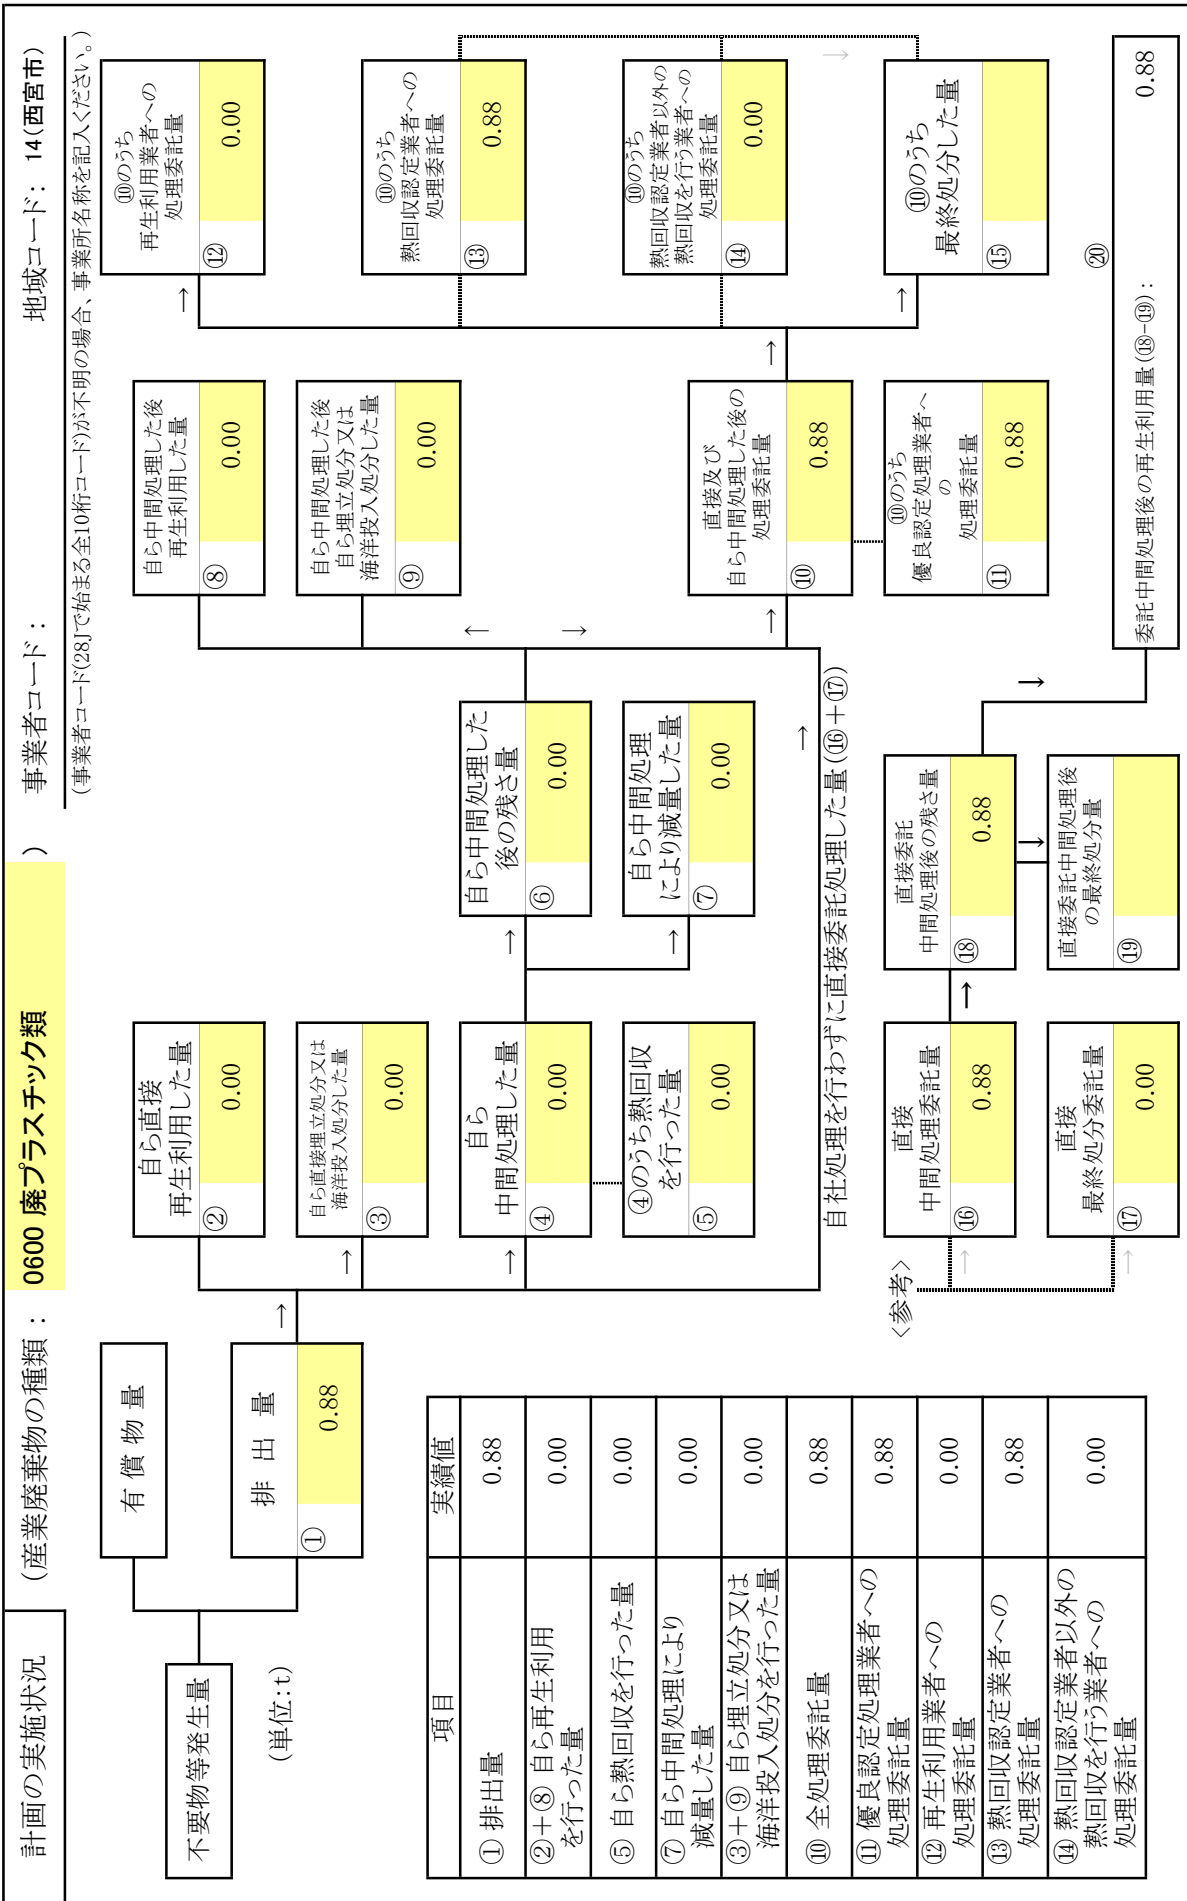 計画の実施状況
(産業廃棄物の種類： 0600 廃プラスチック類 )
事業者コード：
地域コード： 14(西宮市)
(事業者コード(28」で始まる全10桁コード)が不明の場合、事業所名称を記入ください。)
不要物等発生量
(単位:t)
有 償 物 量
排 出 量
① 0.88
→
自ら直接
再生利用した量
② 0.00
→
自ら直接埋立処分又は
海洋投入処分した量
③ 0.00
→
自ら
中間処理した量
④ 0.00
④のうち熱回収
を行った量
⑤ 0.00
→
自ら中間処理した
後の残さ量
⑥ 0.00
→
自ら中間処理
により減量した量
⑦ 0.00
自ら中間処理した後
再生利用した量
⑧ 0.00
自ら中間処理した後
自ら埋立処分又は
海洋投入処分した量
⑨ 0.00
←
→
→
直接及び
自ら中間処理した後の
処理委託量
⑩ 0.88
⑩のうち
優良認定処理業者へ
の
処理委託量
⑪ 0.88
→
→
⑩のうち
再生利用業者への
処理委託量
⑫ 0.00
⑩のうち
熱回収認定業者への
処理委託量
⑬ 0.88
⑩のうち
熱回収認定業者以外の
熱回収を行う業者への
処理委託量
⑭ 0.00
→
→
⑩のうち
最終処分した量
⑮
→
自社処理を行わずに直接委託処理した量(⑯＋⑰)
<参考>
→
直接
中間処理委託量
⑯ 0.88
→
直接
最終処分委託量
⑰ 0.00
→
直接委託
中間処理後の残さ量
⑱ 0.88
→
直接委託中間処理後
の最終処分量
⑲
→
⑳
委託中間処理後の再生利用量(⑱-⑲)： 0.88
項目 実績値
① 排出量 0.88
②＋⑧ 自ら再生利用
を行った量 0.00
⑤ 自ら熱回収を行った量 0.00
⑦ 自ら中間処理により
減量した量 0.00
③＋⑨ 自ら埋立処分又は
海洋投入処分を行った量 0.00
⑩ 全処理委託量 0.88
⑪ 優良認定処理業者への
処理委託量 0.88
⑫ 再生利用業者への
処理委託量 0.00
⑬ 熱回収認定業者への
処理委託量 0.88
⑭ 熱回収認定業者以外の
熱回収を行う業者への
処理委託量 0.00